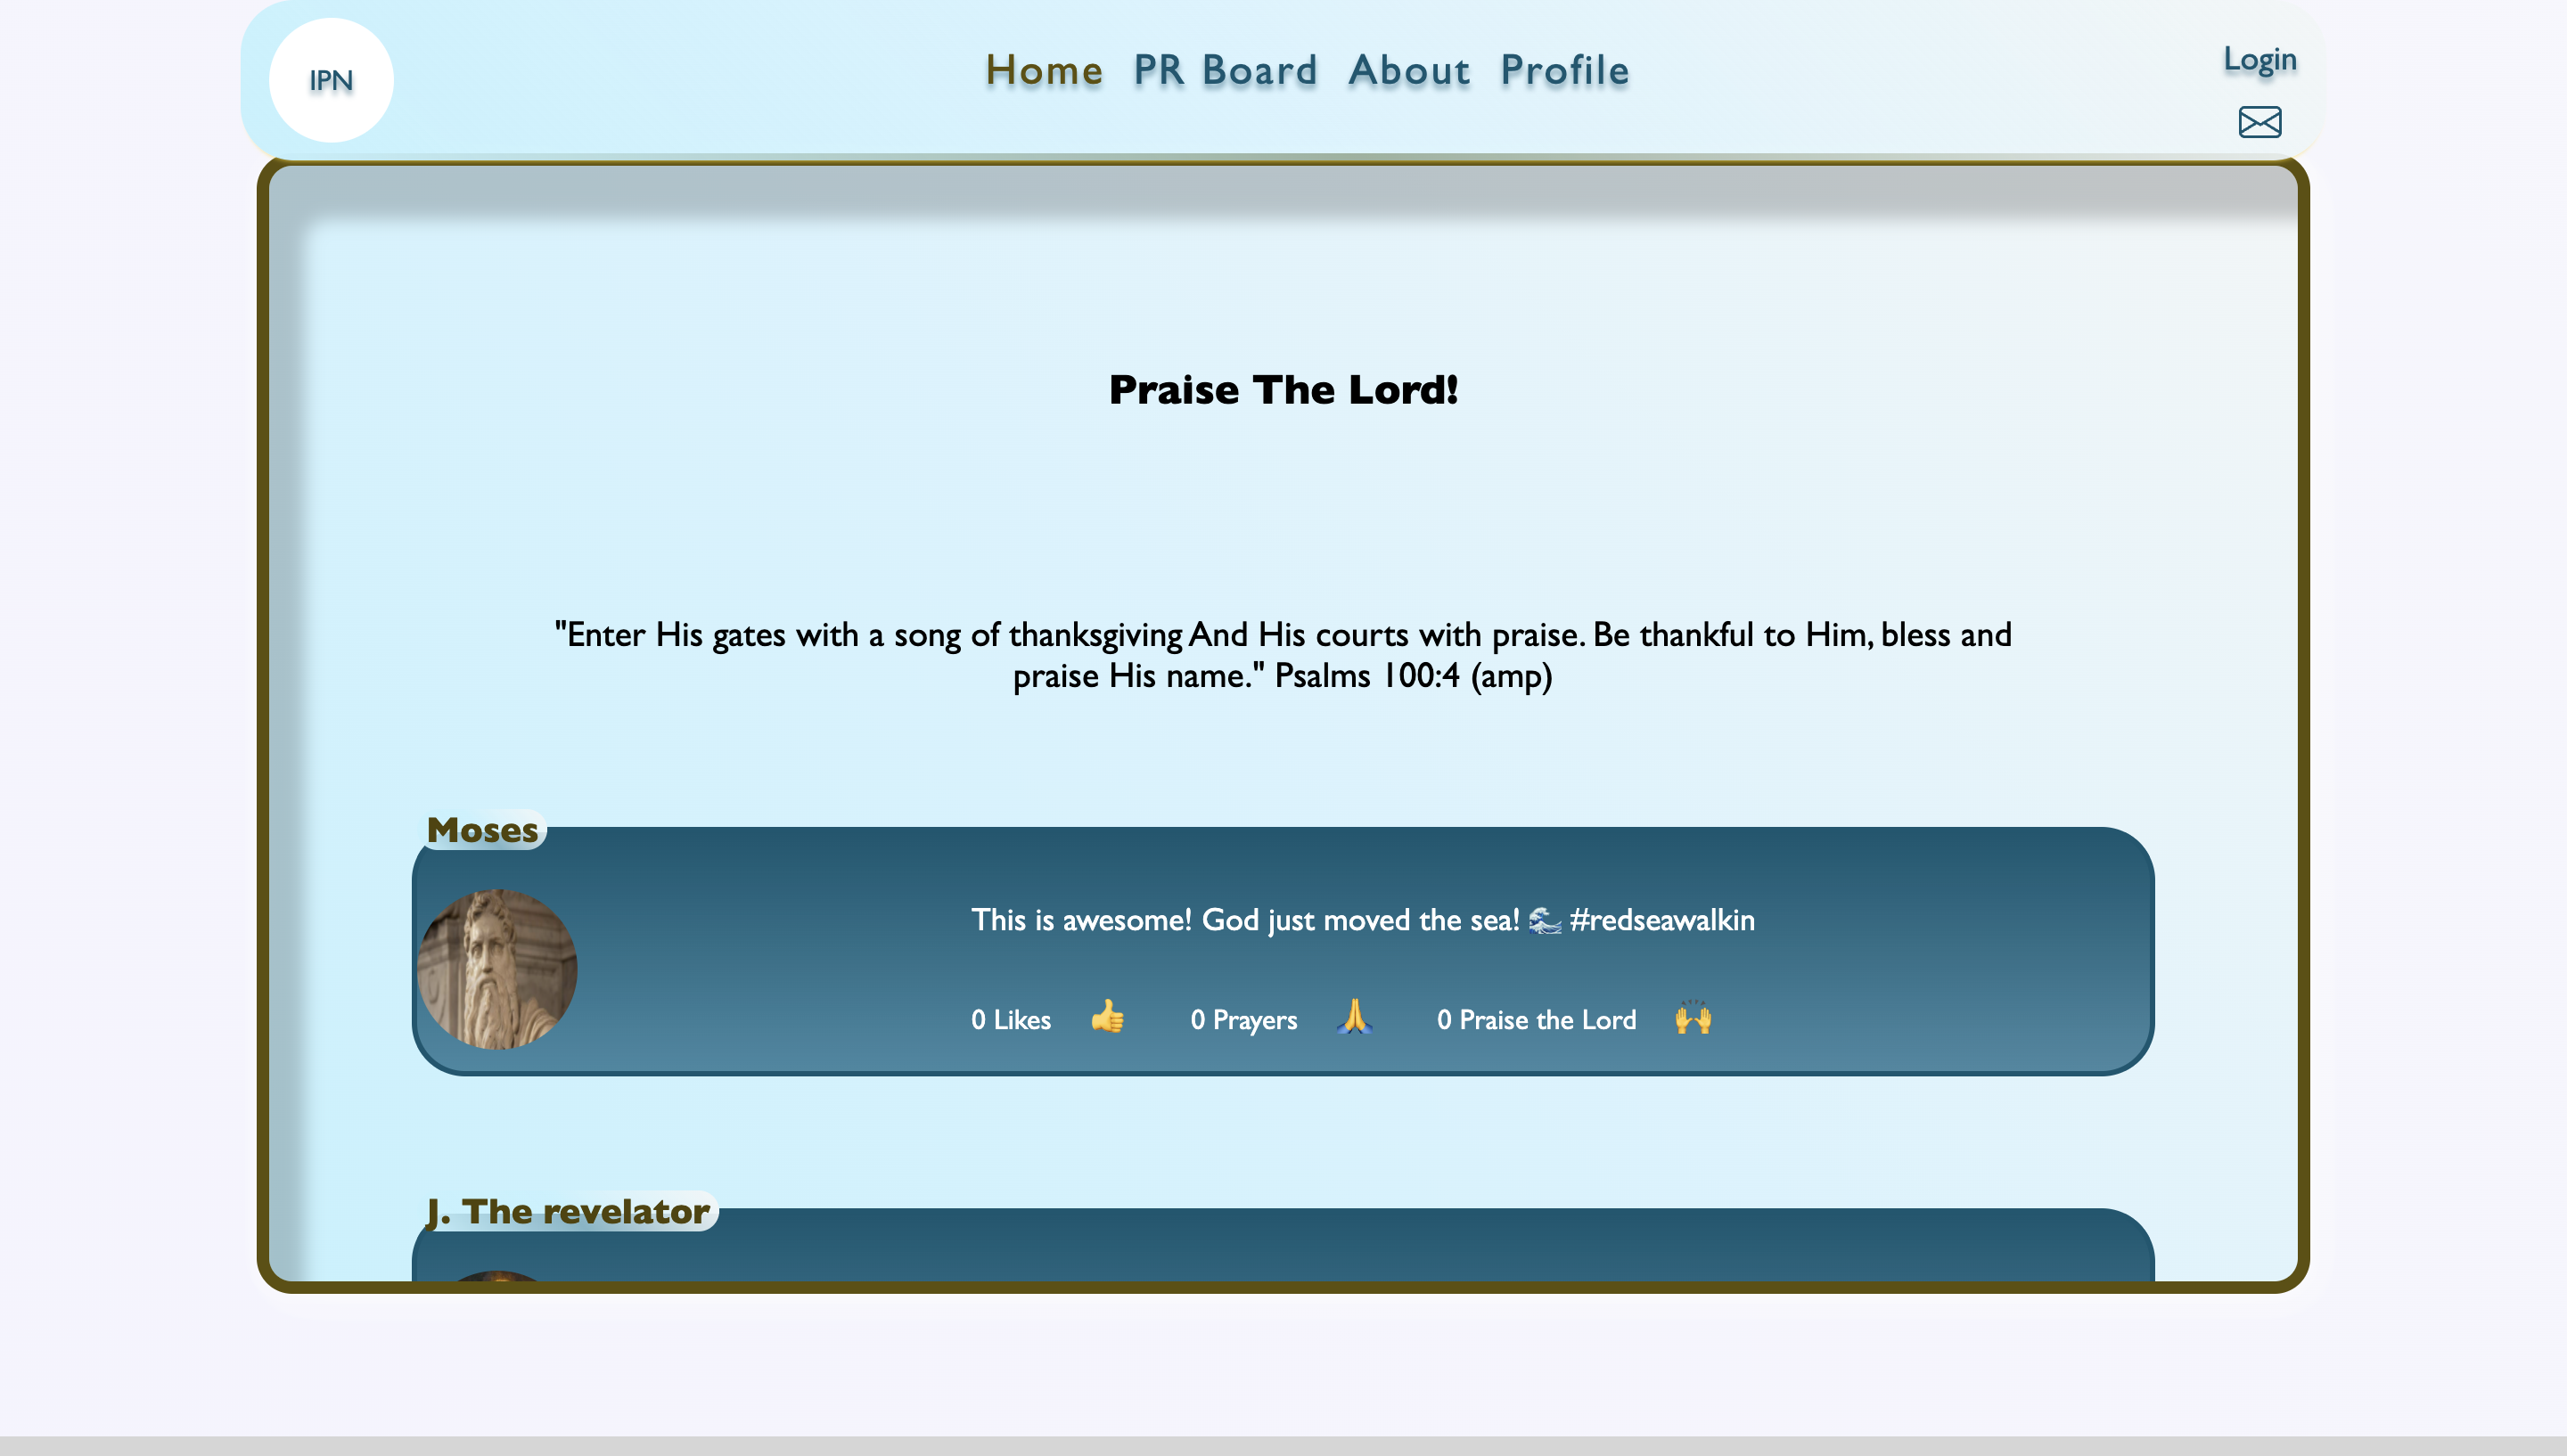 IPN
Home PR Board About Profile
Login
Praise The Lord!
"Enter His gates with a song of thanksgiving And His courts with praise. Be thankful to Him, bless and
praise His name." Psalms 100:4 (amp)
Moses
This is awesome! God just moved the sea! 🌊 #redseawalkin
0 Likes 👍 0 Prayers 🙏 0 Praise the Lord 🙌
J. The revelator